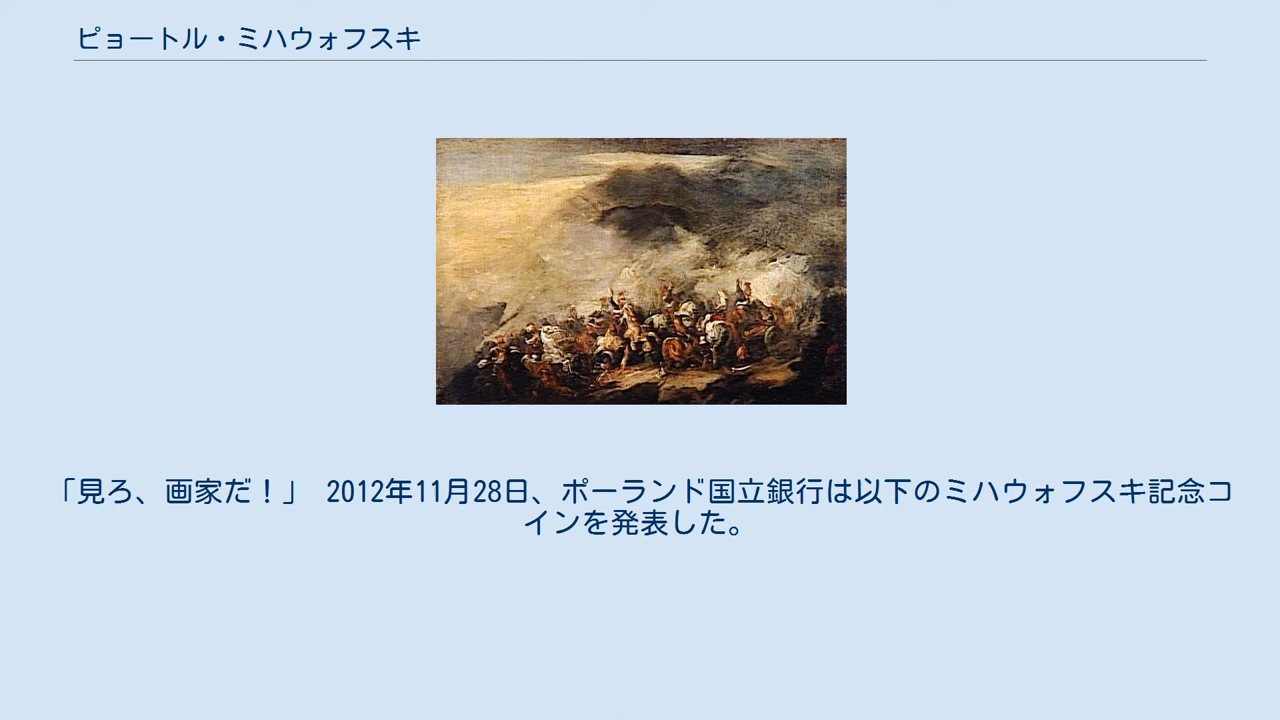 ピョートル・ミハウォフスキ
「見ろ、画家だ！」 2012年11月28日、ポーランド国立銀行は以下のミハウォフスキ記念コ
インを発表した。